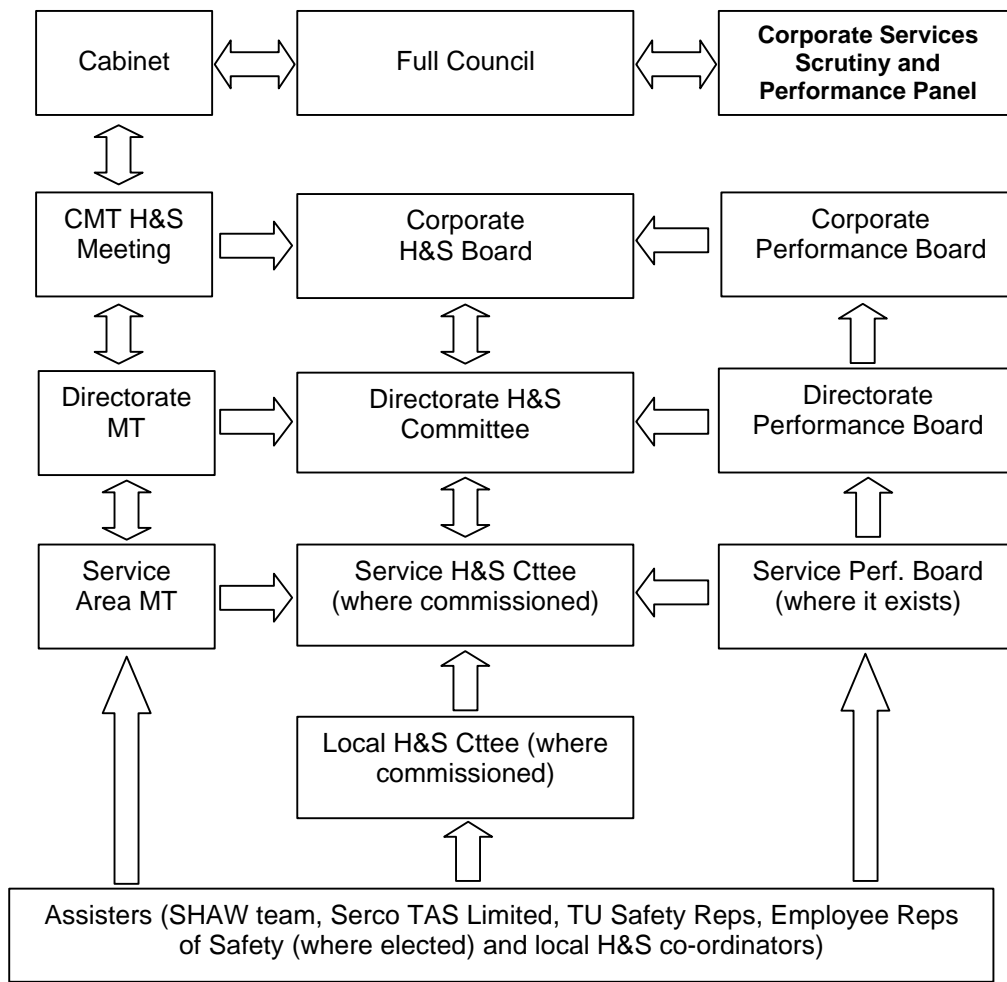 Cabinet
Full Council
Corporate Services
Scrutiny and
Performance Panel
CMT H&S
Meeting
Corporate
H&S Board
Corporate
Performance Board
Directorate
MT
Directorate H&S
Committee
Directorate
Performance Board
Service
Area MT
Service H&S Cttee
(where commissioned)
Service Perf. Board
(where it exists)
Local H&S Cttee (where
commissioned)
Assisters (SHAW team, Serco TAS Limited, TU Safety Reps, Employee Reps
of Safety (where elected) and local H&S co-ordinators)